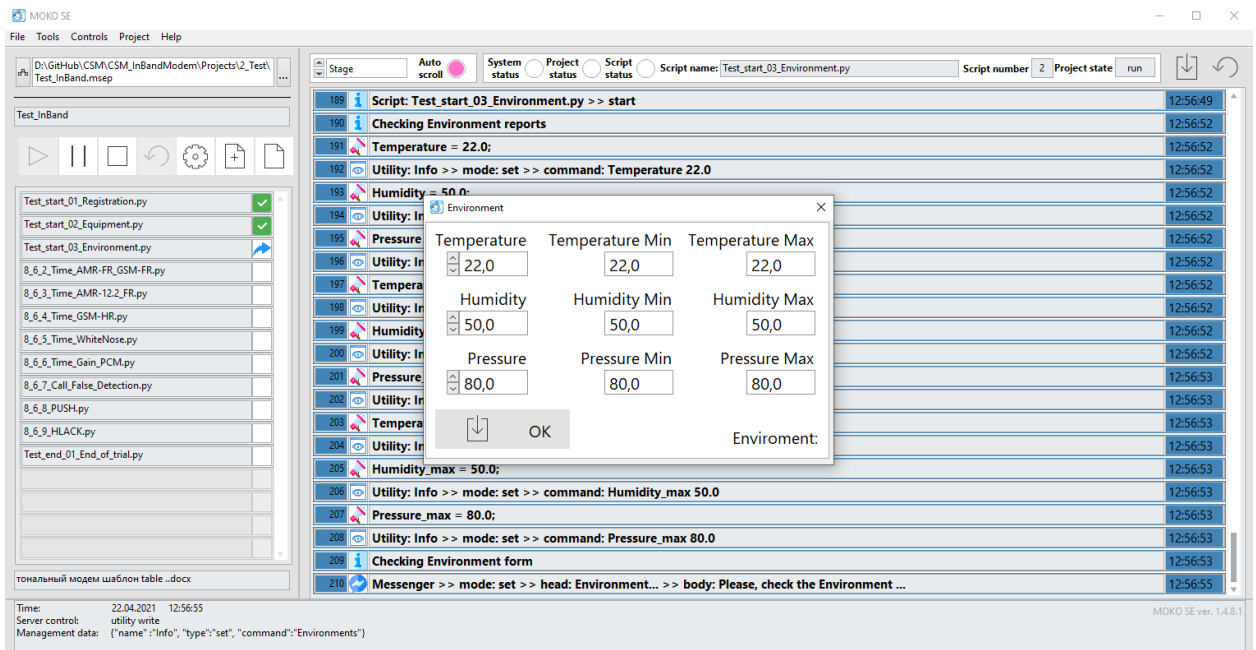 MOKO SE
File Tools Controls Project Help
D:\GitHub\CSM\CSM_InBandModem\Projects\2_Test\
Test_InBand.msep
...
Stage
Auto scroll
System status
Project status
Script status
Script name: Test_start_03_Environment.py
Script number 2
Project state run
Test_InBand
Test_start_01_Registration.py
Test_start_02_Equipment.py
Test_start_03_Environment.py
8_6_2_Time_AMR-FR_GSM-FR.py
8_6_3_Time_AMR-12.2_FR.py
8_6_4_Time_GSM-HR.py
8_6_5_Time_WhiteNose.py
8_6_6_Time_Gain_PCM.py
8_6_7_Call_False_Detection.py
8_6_8_PUSH.py
8_6_9_HLACK.py
Test_end_01_End_of_trial.py
тональный модем шаблон table ..docx
189 Script: Test_start_03_Environment.py >> start 12:56:49
190 Checking Environment reports 12:56:52
191 Temperature = 22.0; 12:56:52
192 Utility: Info >> mode: set >> command: Temperature 22.0 12:56:52
193 Humidity = 50.0; 12:56:52
194 Utility: 12:56:52
195 Pressure 12:56:52
196 Utility: 12:56:52
197 12:56:52
198 Utility: 12:56:52
199 Humidity 12:56:52
200 Utility: 12:56:52
201 Pressure_ 12:56:53
202 Utility: 12:56:53
203 12:56:53
204 Utility: 12:56:53
205 Humidity_max = 50.0; 12:56:53
206 Utility: Info >> mode: set >> command: Humidity_max 50.0 12:56:53
207 Pressure_max = 80.0; 12:56:53
208 Utility: Info >> mode: set >> command: Pressure_max 80.0 12:56:53
209 Checking Environment form 12:56:53
210 Messenger >> mode: set >> head: Environment... >> body: Please, check the Environment ... 12:56:55
Environment
Temperature Temperature Min Temperature Max
22,0 22,0 22,0
Humidity Humidity Min Humidity Max
50,0 50,0 50,0
Pressure Pressure Min Pressure Max
80,0 80,0 80,0
OK
Enviroment:
Time: 22.04.2021 12:56:55
Server control: utility write
Management data: {"name" :"Info", "type":"set", "command":"Environments"}
MOKO SE ver. 1.4.8.1